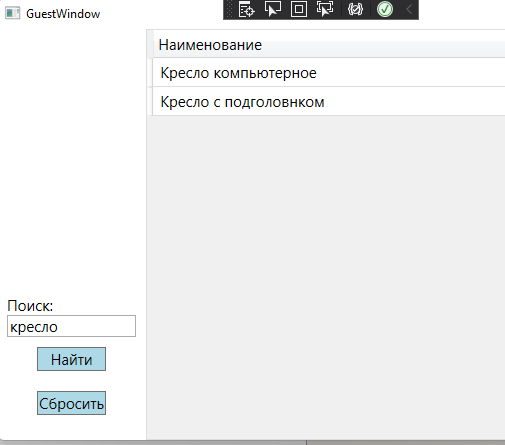 GuestWindow
Наименование
Кресло компьютерное
Кресло с подголовнком
Поиск:
кресло
Найти
Сбросить